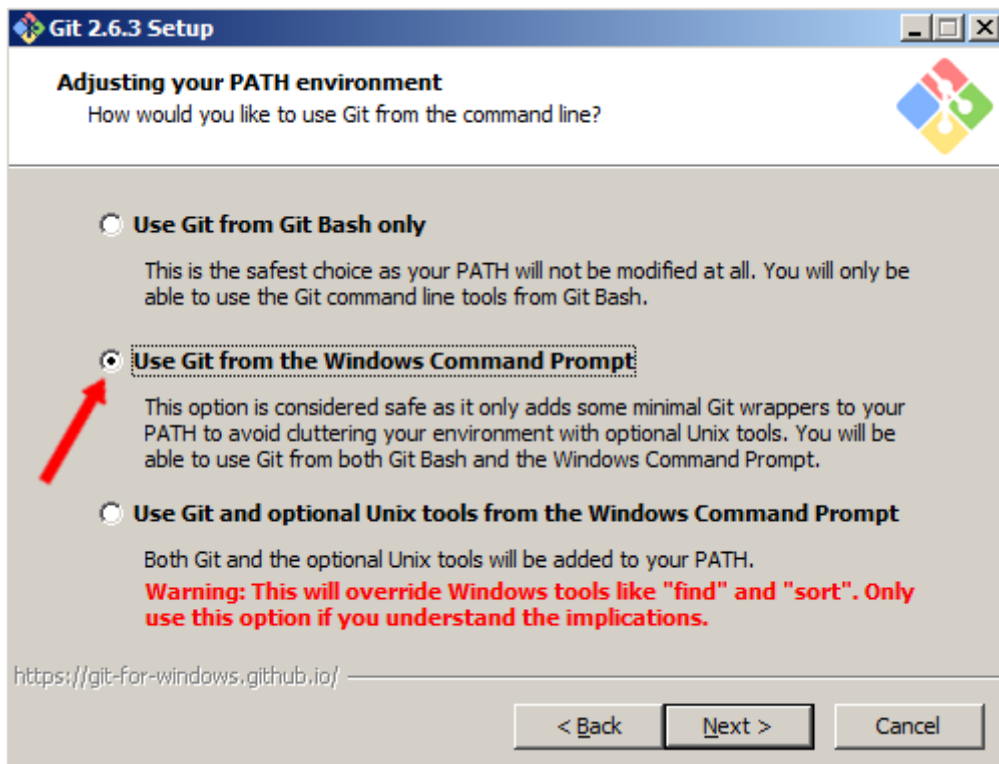 Git 2.6.3 Setup
Adjusting your PATH environment
How would you like to use Git from the command line?
Use Git from Git Bash only
This is the safest choice as your PATH will not be modified at all. You will only be
able to use the Git command line tools from Git Bash.
Use Git from the Windows Command Prompt
This option is considered safe as it only adds some minimal Git wrappers to your
PATH to avoid cluttering your environment with optional Unix tools. You will be
able to use Git from both Git Bash and the Windows Command Prompt.
Use Git and optional Unix tools from the Windows Command Prompt
Both Git and the optional Unix tools will be added to your PATH.
Warning: This will override Windows tools like "find" and "sort". Only
use this option if you understand the implications.
https://git-for-windows.github.io/
< Back Next > Cancel